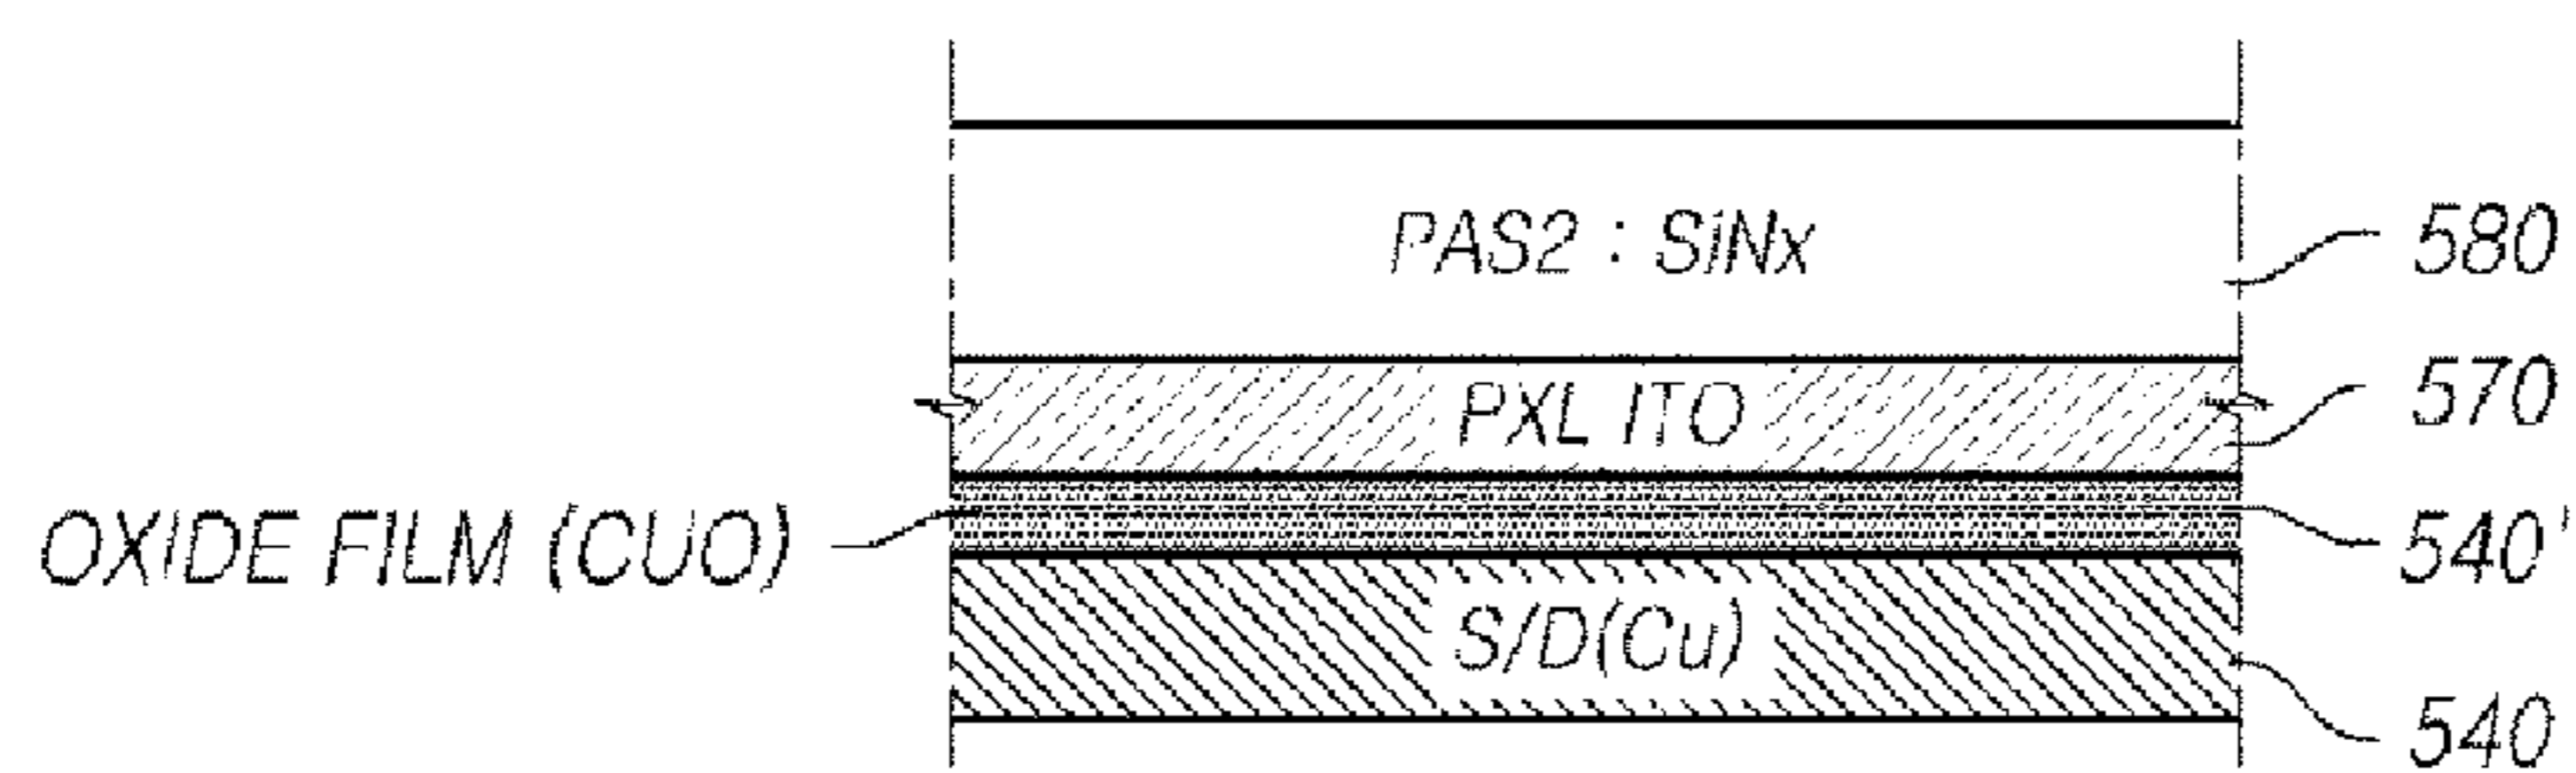 PAS2 : SiNx
580
PXL ITO
570
OXIDE FILM (CUO)
540'
S/D(Cu)
540